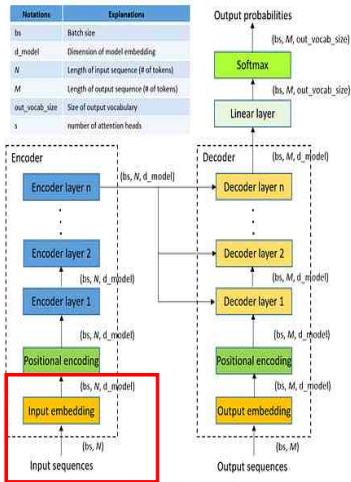 Notations Explanations
bs Batch size
d_model Dimension of model embedding
N Length of input sequence (# of tokens)
M Length of output sequence (# of tokens)
out_vocab_size Size of output vocabulary
s number of attention heads
Output probabilities
(bs, M, out_vocab_size)
Softmax
(bs, M, out_vocab_size)
Linear layer
(bs, M, d_model)
Encoder
Encoder layer n
(bs, N, d_model)
Encoder layer 2
(bs, N, d_model)
Encoder layer 1
(bs, N, d_model)
Positional encoding
(bs, N, d_model)
Input embedding
(bs, N)
Input sequences
Decoder
Decoder layer n
(bs, M, d_model)
Decoder layer 2
(bs, M, d_model)
Decoder layer 1
(bs, M, d_model)
Positional encoding
(bs, M, d_model)
Output embedding
(bs, M)
Output sequences